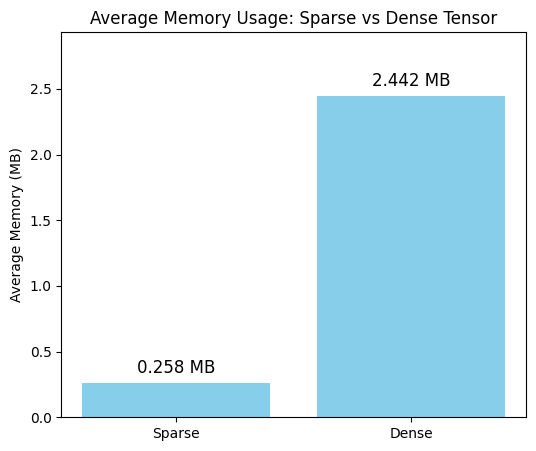 Average Memory Usage: Sparse vs Dense Tensor
Average Memory (MB)
2.5
2.0
1.5
1.0
0.5
0.0
0.258 MB
2.442 MB
Sparse
Dense